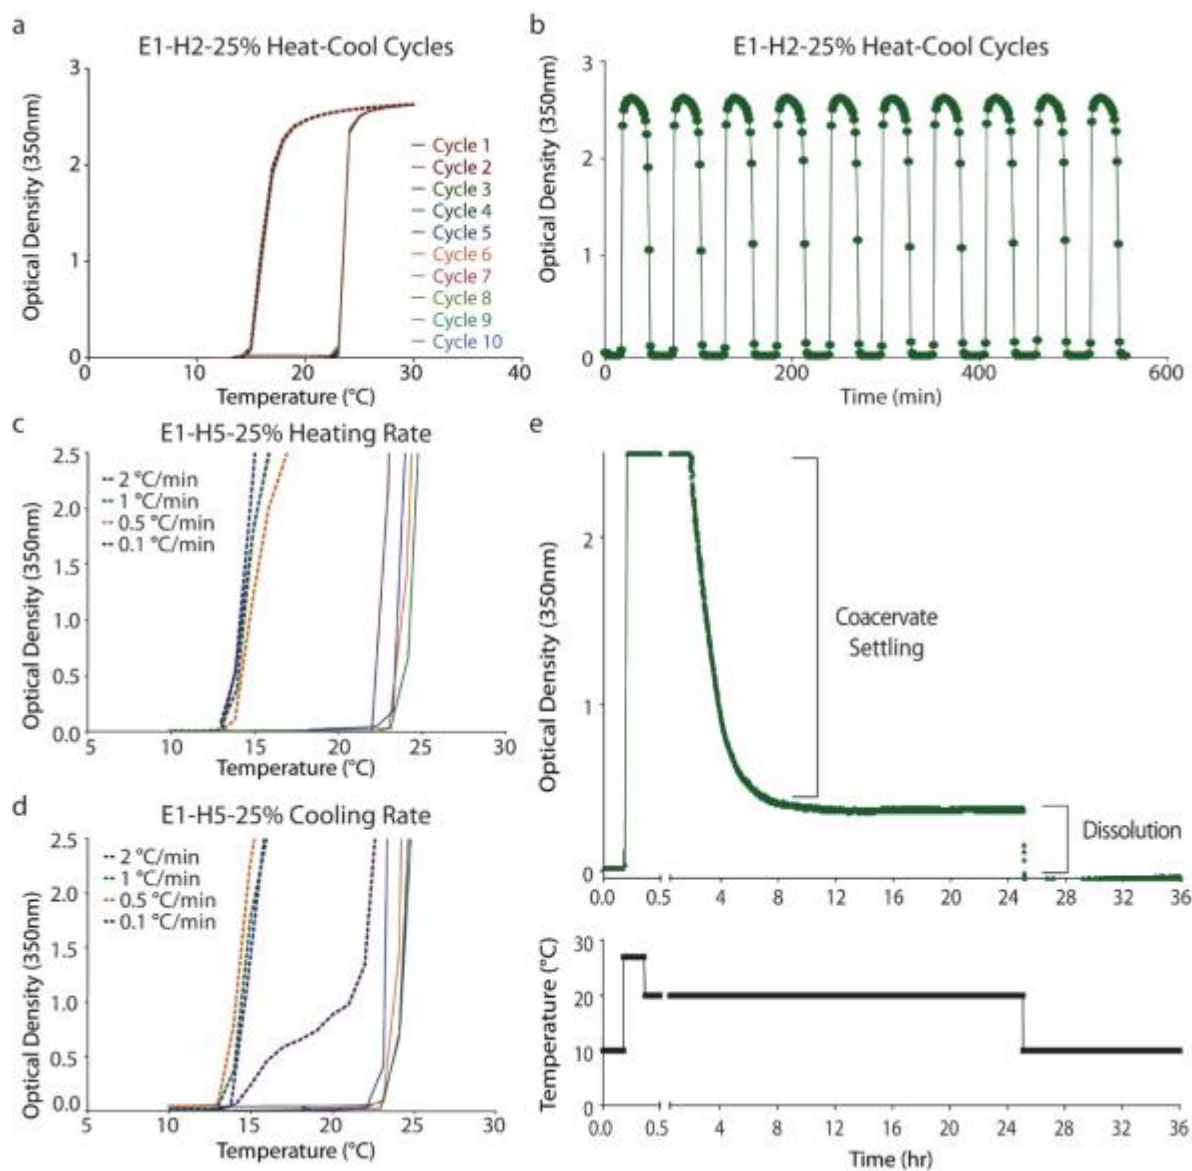 a
E1-H2-25% Heat-Cool Cycles
Optical Density (350nm)
3
2
1
0
Cycle 1
Cycle 2
Cycle 3
Cycle 4
Cycle 5
Cycle 6
Cycle 7
Cycle 8
Cycle 9
Cycle 10
0 10 20 30 40
Temperature (°C)
b
E1-H2-25% Heat-Cool Cycles
Optical Density (350nm)
3
2
1
0
0 200 400 600
Time (min)
c
E1-H5-25% Heating Rate
Optical Density (350nm)
2.5
2.0
1.5
1.0
0.5
0.0
2 °C/min
1 °C/min
0.5 °C/min
0.1 °C/min
5 10 15 20 25 30
Temperature (°C)
d
E1-H5-25% Cooling Rate
Optical Density (350nm)
2.5
2.0
1.5
1.0
0.5
0.0
2 °C/min
1 °C/min
0.5 °C/min
0.1 °C/min
5 10 15 20 25 30
Temperature (°C)
e
Optical Density (350nm)
2
1
0
Coacervate
Settling
Dissolution
0.0 0.5 4 8 12 16 20 24 28 32 36
Temperature (°C)
30
20
10
0
0.0 0.5 4 8 12 16 20 24 28 32 36
Time (hr)